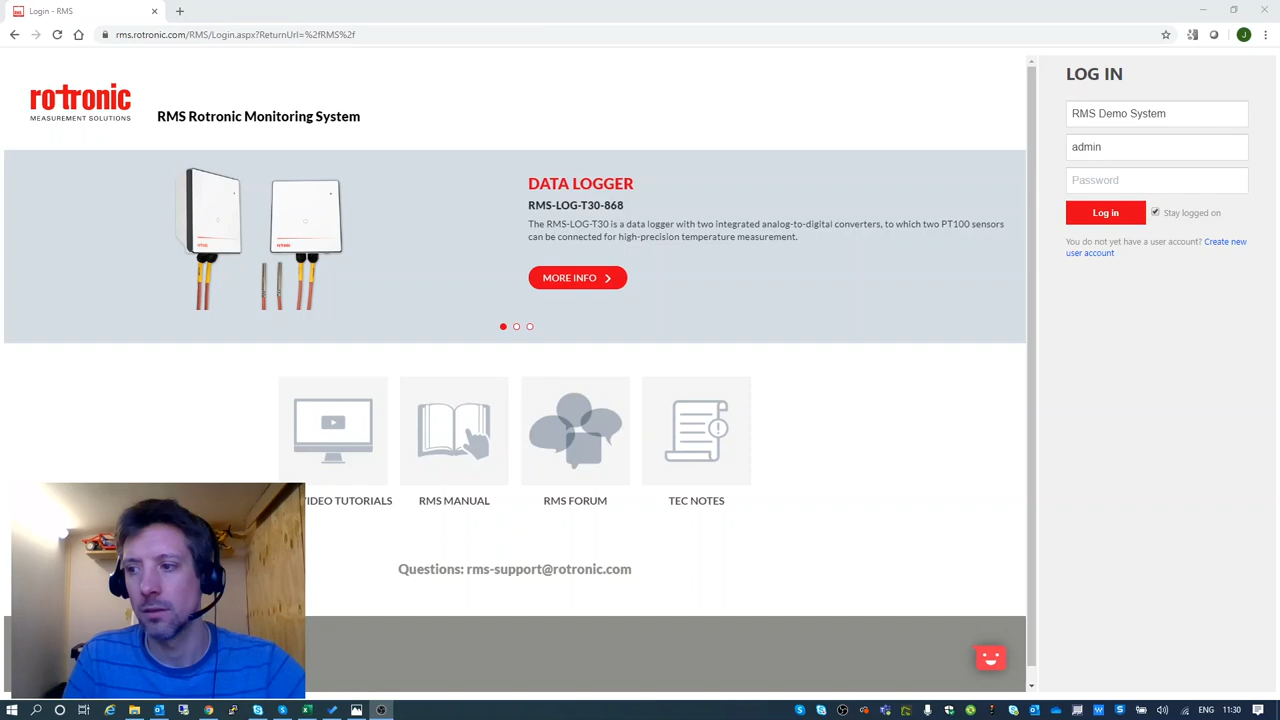 Login - RMS
rms.rotronic.com/RMS/Login.aspx?ReturnUrl=%2fRMS%2f
J
rotronic
MEASUREMENT SOLUTIONS
RMS Rotronic Monitoring System
DATA LOGGER
RMS-LOG-T30-868
The RMS-LOG-T30 is a data logger with two integrated analog-to-digital converters, to which two PT100 sensors
can be connected for high-precision temperature measurement.
MORE INFO
IDEO TUTORIALS
RMS MANUAL
RMS FORUM
TEC NOTES
Questions: rms-support@rotronic.com
LOG IN
RMS Demo System
admin
Password
Log in
Stay logged on
You do not yet have a user account? Create new
user account
ENG
11:30